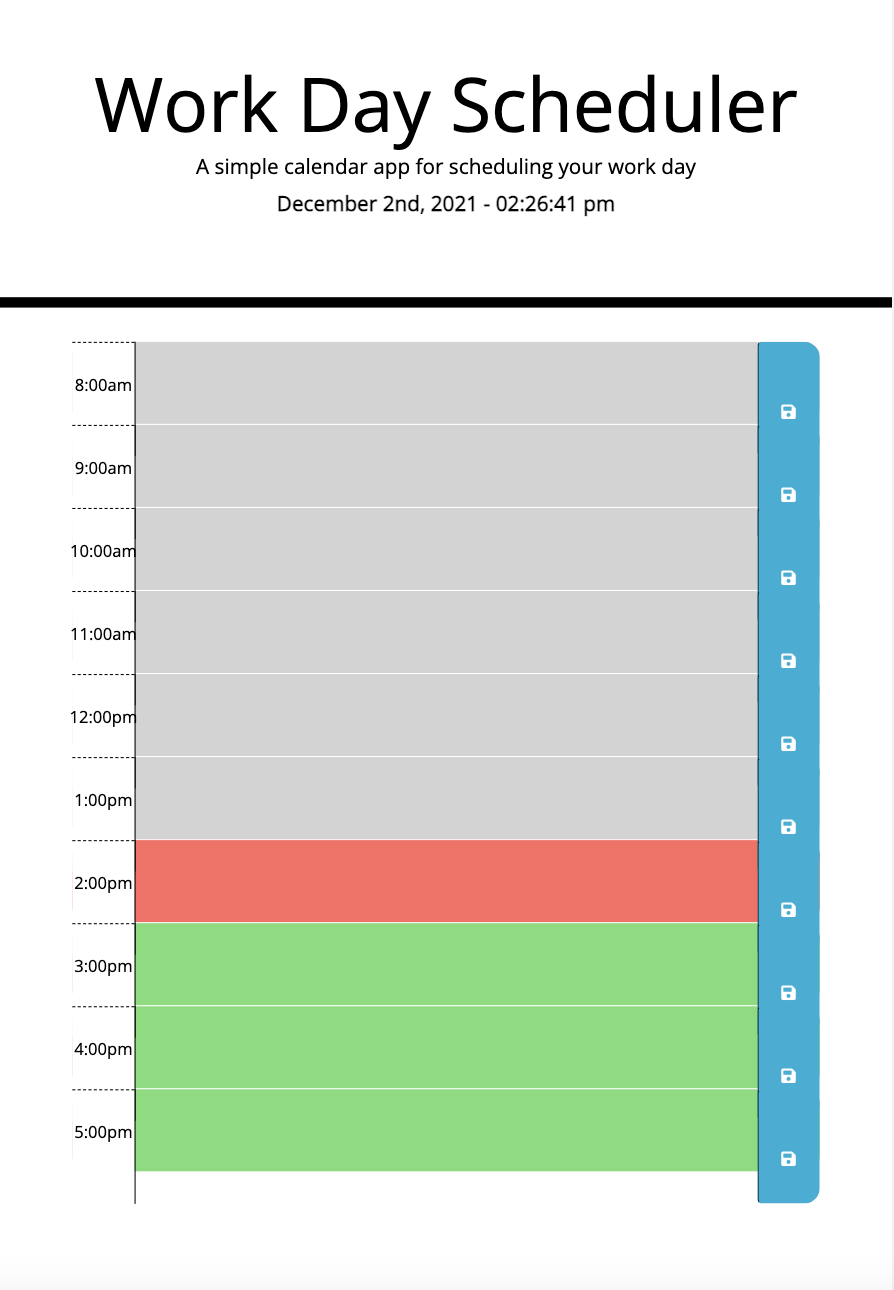 Work Day Scheduler
A simple calendar app for scheduling your work day
December 2nd, 2021 - 02:26:41 pm
8:00am
9:00am
10:00am
11:00am
12:00pm
1:00pm
2:00pm
3:00pm
4:00pm
5:00pm